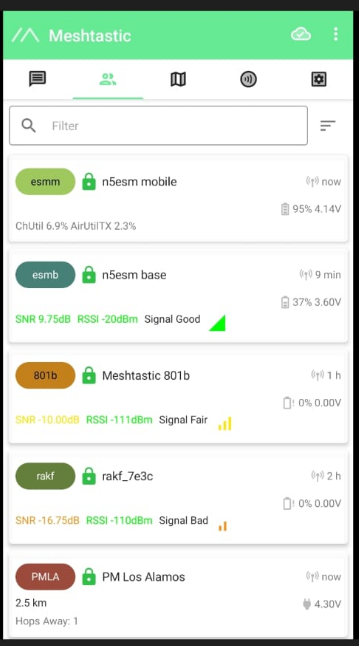 Meshtastic
Filter
esmm n5esm mobile now
95% 4.14V
ChUtil 6.9% AirUtilTX 2.3%
esmb n5esm base 9 min
37% 3.60V
SNR 9.75dB RSSI -20dBm Signal Good
801b Meshtastic 801b 1 h
0% 0.00V
SNR -10.00dB RSSI -111dBm Signal Fair
rakf rakf_7e3c 2 h
0% 0.00V
SNR -16.75dB RSSI -110dBm Signal Bad
PMLA PM Los Alamos now
2.5 km 4.30V
Hops Away: 1